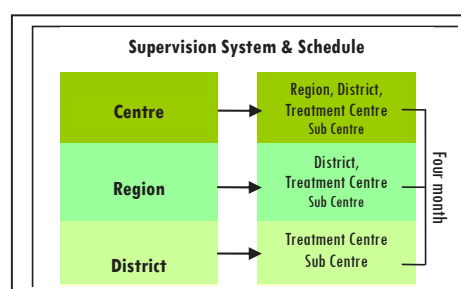 Supervision System & Schedule
Centre
Region, District,
Treatment Centre
Sub Centre
Region
District,
Treatment Centre
Sub Centre
District
Treatment Centre
Sub Centre
Four month